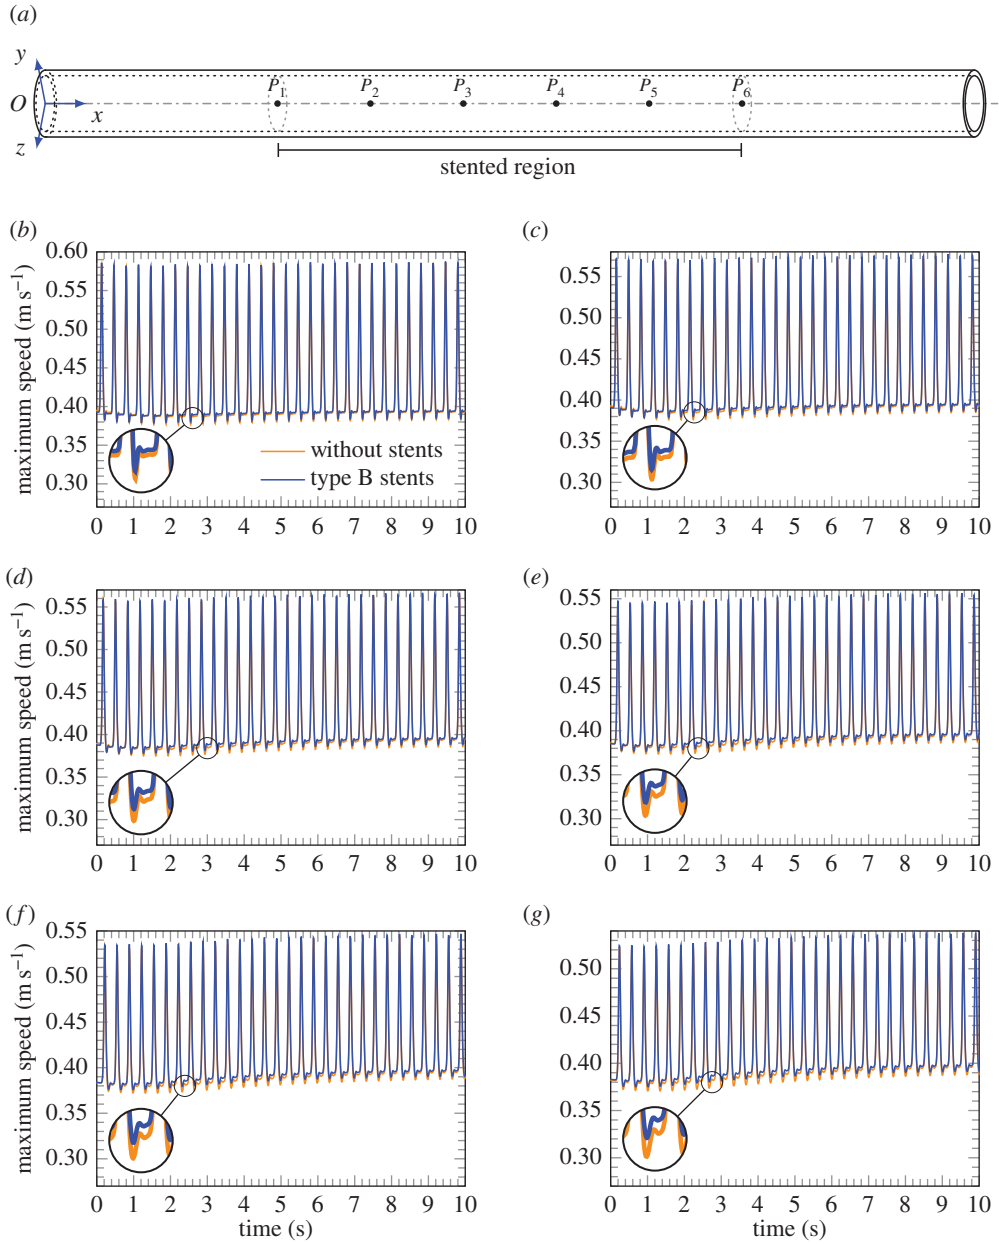 (a)
y
O
x
z
P1 P2 P3 P4 P5 P6
stented region
(b)
maximum speed (m s−1)
0.60
0.55
0.50
0.45
0.40
0.35
0.30
without stents
type B stents
0 1 2 3 4 5 6 7 8 9 10
(c)
0.55
0.50
0.45
0.40
0.35
0.30
0 1 2 3 4 5 6 7 8 9 10
(d)
maximum speed (m s−1)
0.55
0.50
0.45
0.40
0.35
0.30
0 1 2 3 4 5 6 7 8 9 10
(e)
0.55
0.50
0.45
0.40
0.35
0.30
0 1 2 3 4 5 6 7 8 9 10
(f)
maximum speed (m s−1)
0.55
0.50
0.45
0.40
0.35
0.30
0 1 2 3 4 5 6 7 8 9 10
time (s)
(g)
0.50
0.45
0.40
0.35
0.30
0 1 2 3 4 5 6 7 8 9 10
time (s)